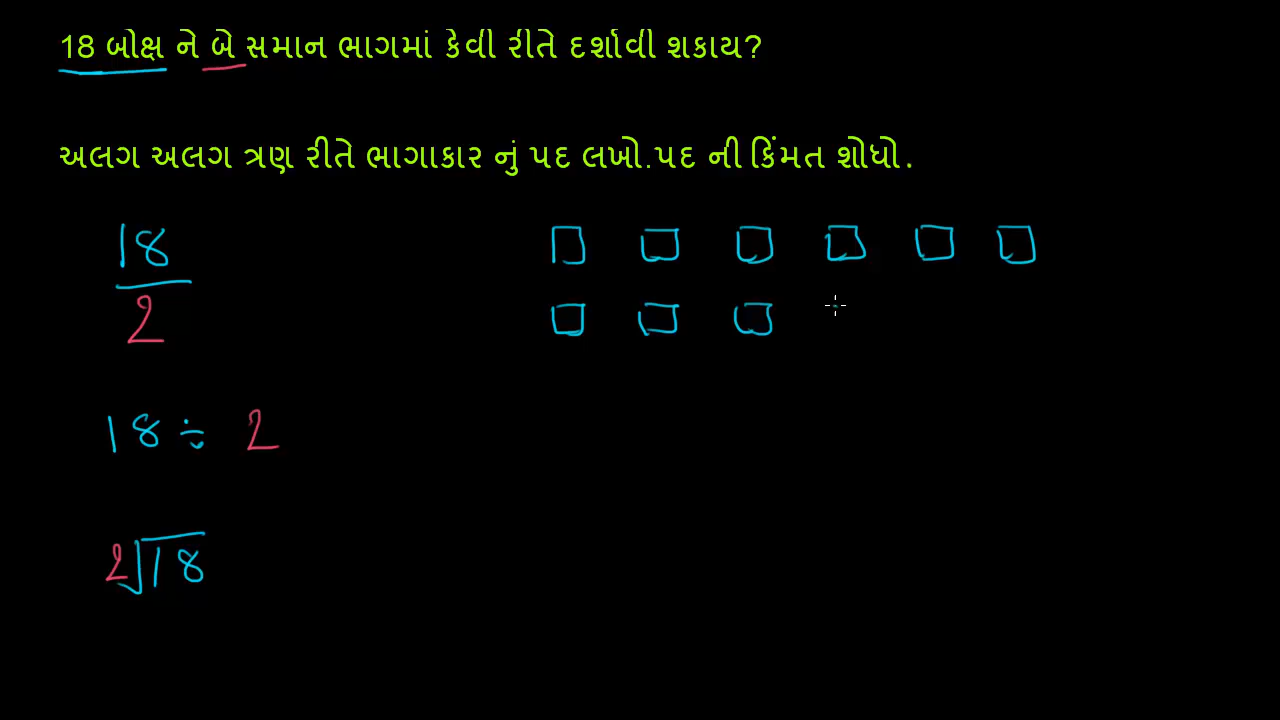 18 બોક્ષ ને બે સમાન ભાગમાં કેવી રીતે દર્શાવી શકાય?
અલગ અલગ ત્રણ રીતે ભાગાકાર નું પદ લખો.પદ ની કિંમત શોધો.
18
2
18 ÷ 2
2√18